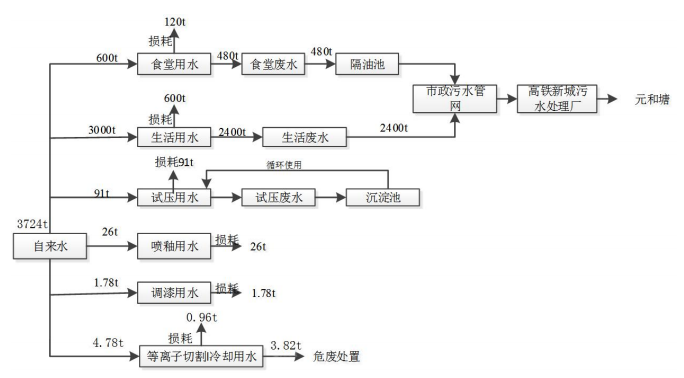 120t
损耗
600t
食堂用水
480t
食堂废水
480t
隔油池
市政污水管
网
高铁新城污
水处理厂
元和塘
600t
损耗
3000t
生活用水
2400t
生活废水
2400t
损耗91t
循环使用
91t
试压用水
试压废水
沉淀池
3724t
自来水
26t
喷釉用水
损耗
26t
1.78t
调漆用水
损耗
1.78t
0.96t
损耗
4.78t
等离子切割冷却用水
3.82t
危废处置